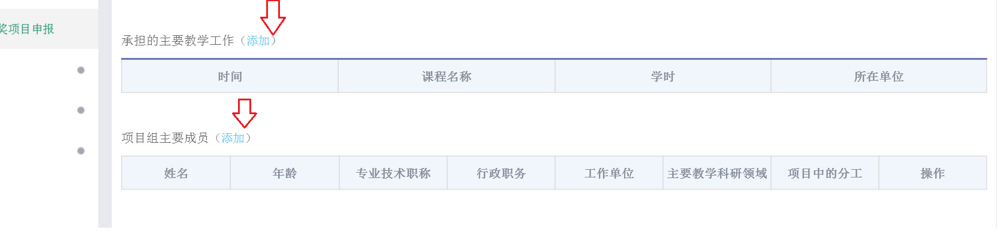 奖项目申报
承担的主要教学工作（添加）
时间 课程名称 学时 所在单位
项目组主要成员（添加）
姓名 年龄 专业技术职称 行政职务 工作单位 主要教学科研领域 项目中的分工 操作